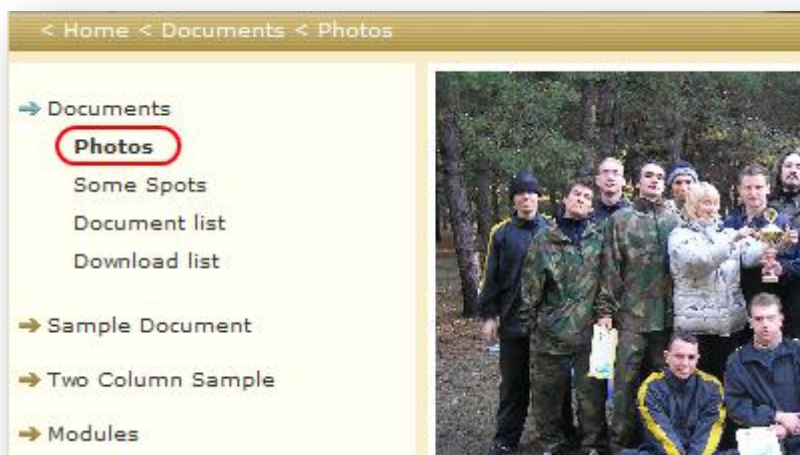 < Home < Documents < Photos
Documents
Photos
Some Spots
Document list
Download list
Sample Document
Two Column Sample
Modules